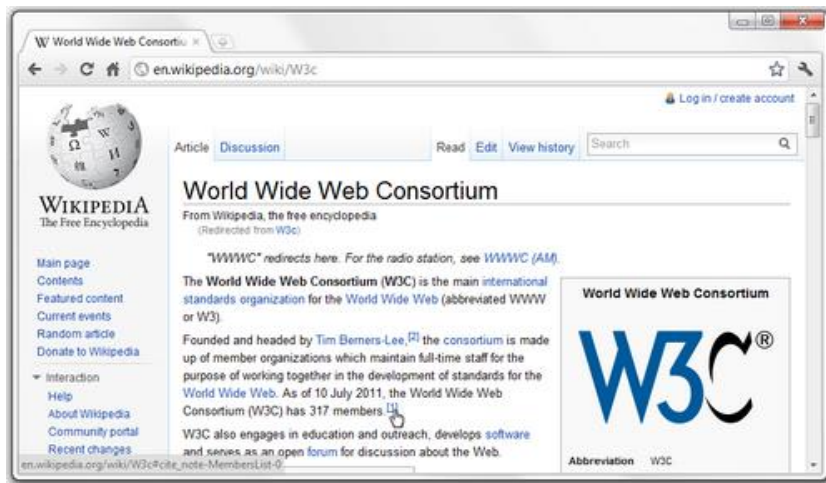 World Wide Web Consortiu
en.wikipedia.org/wiki/W3c
Log in / create account
WIKIPEDIA
The Free Encyclopedia
Article Discussion Read Edit View history Search
World Wide Web Consortium
From Wikipedia, the free encyclopedia
(Redirected from W3c)
"WWWC" redirects here. For the radio station, see WWWC (AM).
The World Wide Web Consortium (W3C) is the main international
standards organization for the World Wide Web (abbreviated WWW
or W3).
Founded and headed by Tim Berners-Lee,[2] the consortium is made
up of member organizations which maintain full-time staff for the
purpose of working together in the development of standards for the
World Wide Web. As of 10 July 2011, the World Wide Web
Consortium (W3C) has 317 members.[1]
W3C also engages in education and outreach, develops software
and serves as an open forum for discussion about the Web.
World Wide Web Consortium
W3C®
Abbreviation W3C
Main page
Contents
Featured content
Current events
Random article
Donate to Wikipedia
Interaction
Help
About Wikipedia
Community portal
Recent changes
en.wikipedia.org/wiki/W3c#cite_note-MembersList-0